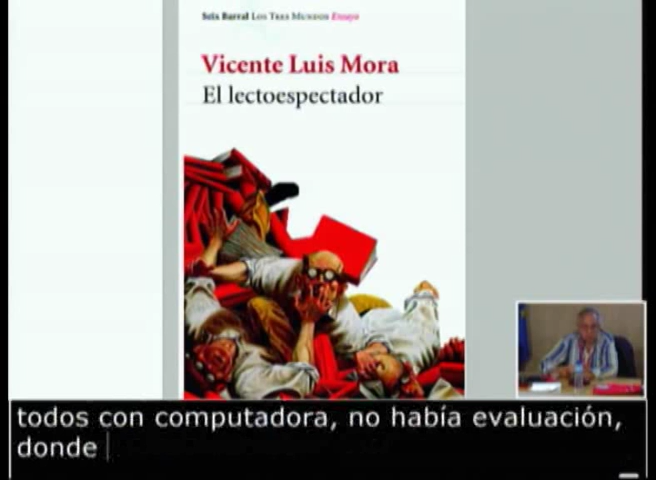 Seix Barral Los Tres Mundos Ensayo
Vicente Luis Mora
El lectoespectador
todos con computadora, no había evaluación,
donde